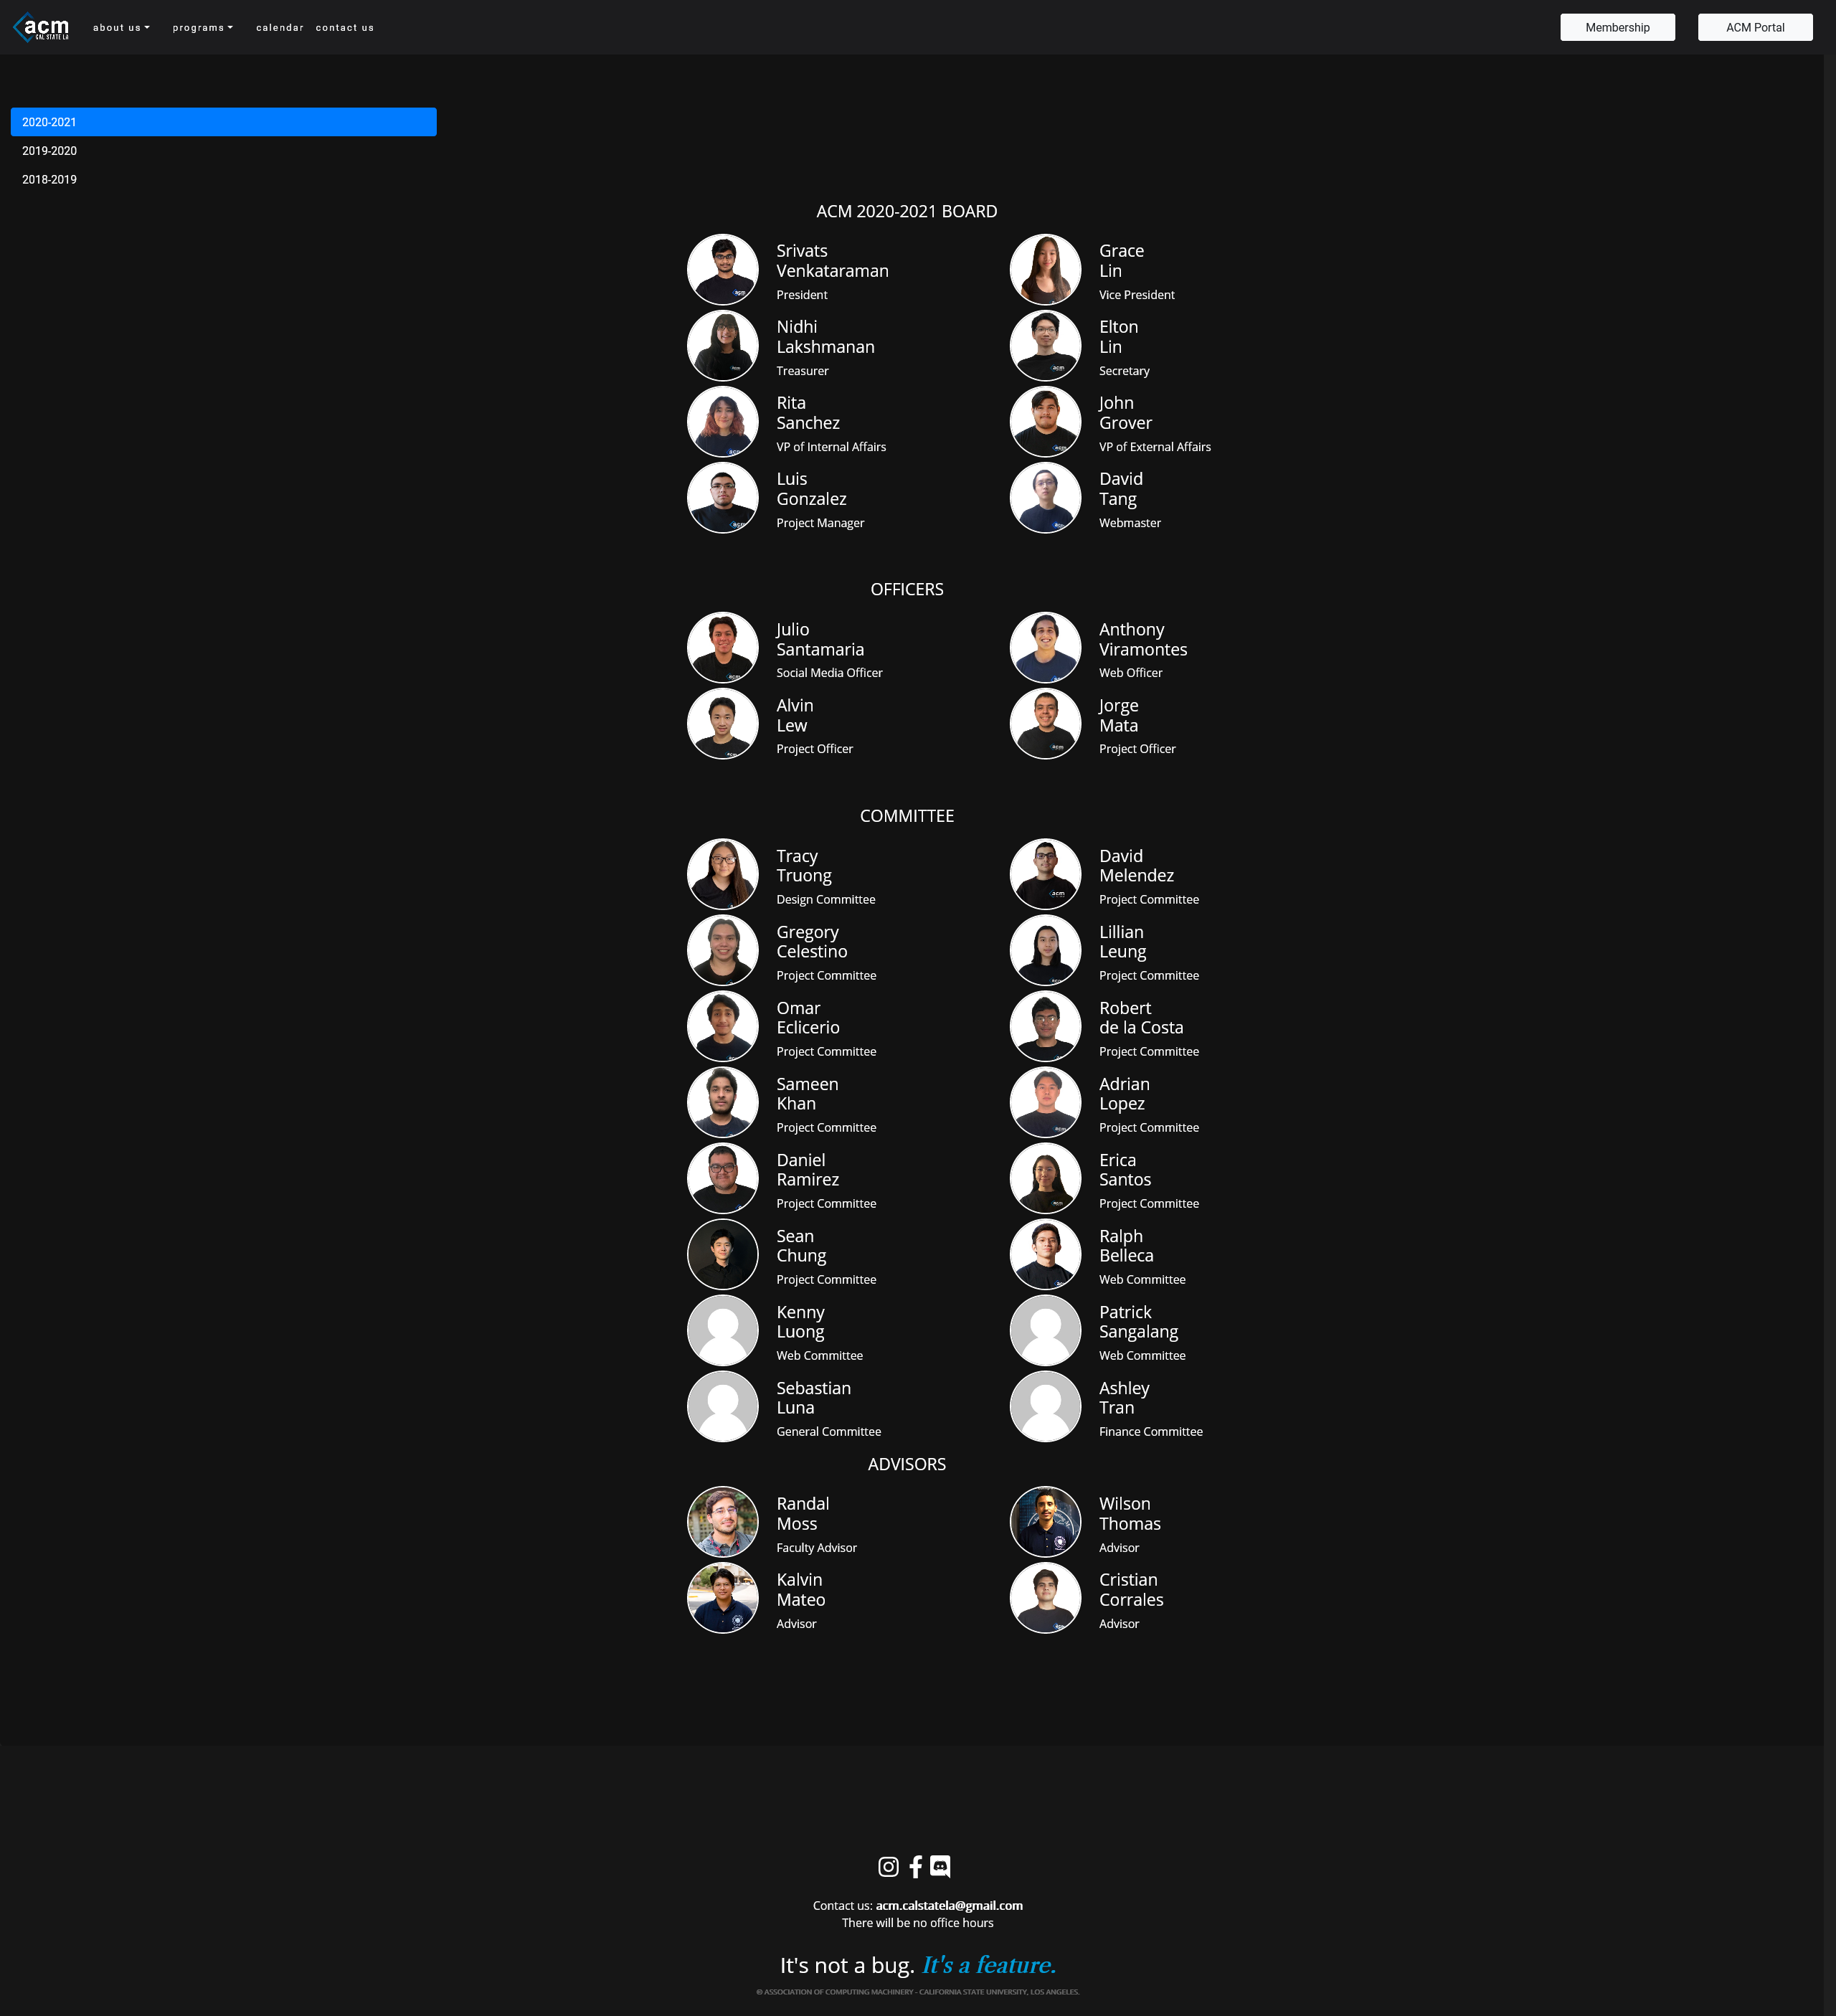 acm
CAL STATE LA
about us
programs
calendar
contact us
Membership
ACM Portal
2020-2021
2019-2020
2018-2019
ACM 2020-2021 BOARD
Srivats
Venkataraman
President
Grace
Lin
Vice President
Nidhi
Lakshmanan
Treasurer
Elton
Lin
Secretary
Rita
Sanchez
VP of Internal Affairs
John
Grover
VP of External Affairs
Luis
Gonzalez
Project Manager
David
Tang
Webmaster
OFFICERS
Julio
Santamaria
Social Media Officer
Anthony
Viramontes
Web Officer
Alvin
Lew
Project Officer
Jorge
Mata
Project Officer
COMMITTEE
Tracy
Truong
Design Committee
David
Melendez
Project Committee
Gregory
Celestino
Project Committee
Lillian
Leung
Project Committee
Omar
Eclicerio
Project Committee
Robert
de la Costa
Project Committee
Sameen
Khan
Project Committee
Adrian
Lopez
Project Committee
Daniel
Ramirez
Project Committee
Erica
Santos
Project Committee
Sean
Chung
Project Committee
Ralph
Belleca
Web Committee
Kenny
Luong
Web Committee
Patrick
Sangalang
Web Committee
Sebastian
Luna
General Committee
Ashley
Tran
Finance Committee
ADVISORS
Randal
Moss
Faculty Advisor
Wilson
Thomas
Advisor
Kalvin
Mateo
Advisor
Cristian
Corrales
Advisor
Contact us: acm.calstatela@gmail.com
There will be no office hours
It's not a bug. It's a feature.
© ASSOCIATION OF COMPUTING MACHINERY - CALIFORNIA STATE UNIVERSITY, LOS ANGELES.